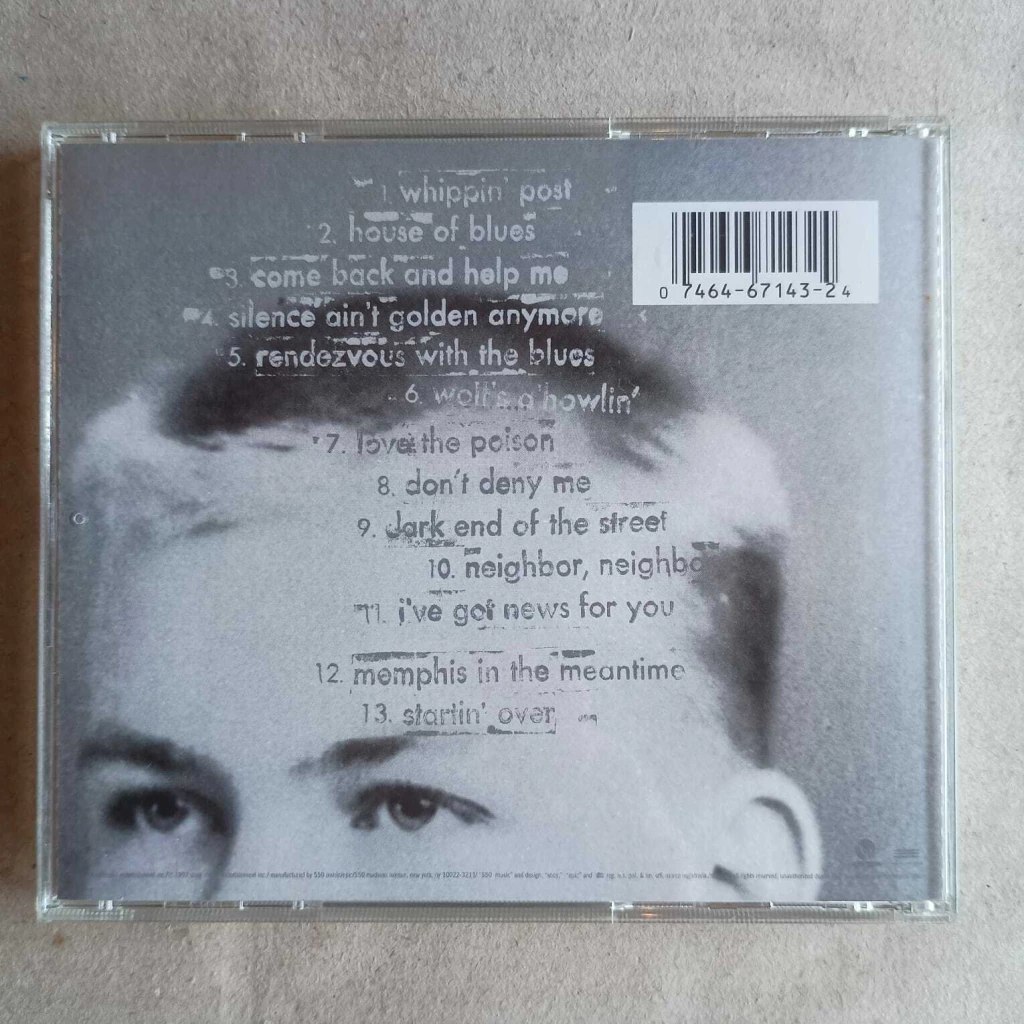 1. whippin' post
2. house of blues
3. come back and help me
4. silence ain't golden anymore
5. rendezvous with the blues
6. wolf's a'howlin'
7. love the poison
8. don't deny me
9. dark end of the street
10. neighbor, neighbo
11. i've got news for you
12. memphis in the meantime
13. startin' over
0 7464-67143-2 4